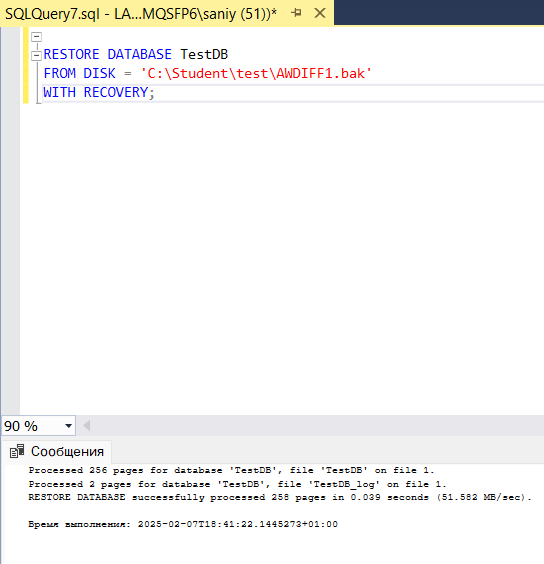 SQLQuery7.sql - LA...MQSFP6\saniy (51))*
RESTORE DATABASE TestDB
FROM DISK = 'C:\Student\test\AWDIFF1.bak'
WITH RECOVERY;
90 %
Сообщения
Processed 256 pages for database 'TestDB', file 'TestDB' on file 1.
Processed 2 pages for database 'TestDB', file 'TestDB_log' on file 1.
RESTORE DATABASE successfully processed 258 pages in 0.039 seconds (51.582 MB/sec).
Время выполнения: 2025-02-07T18:41:22.1445273+01:00